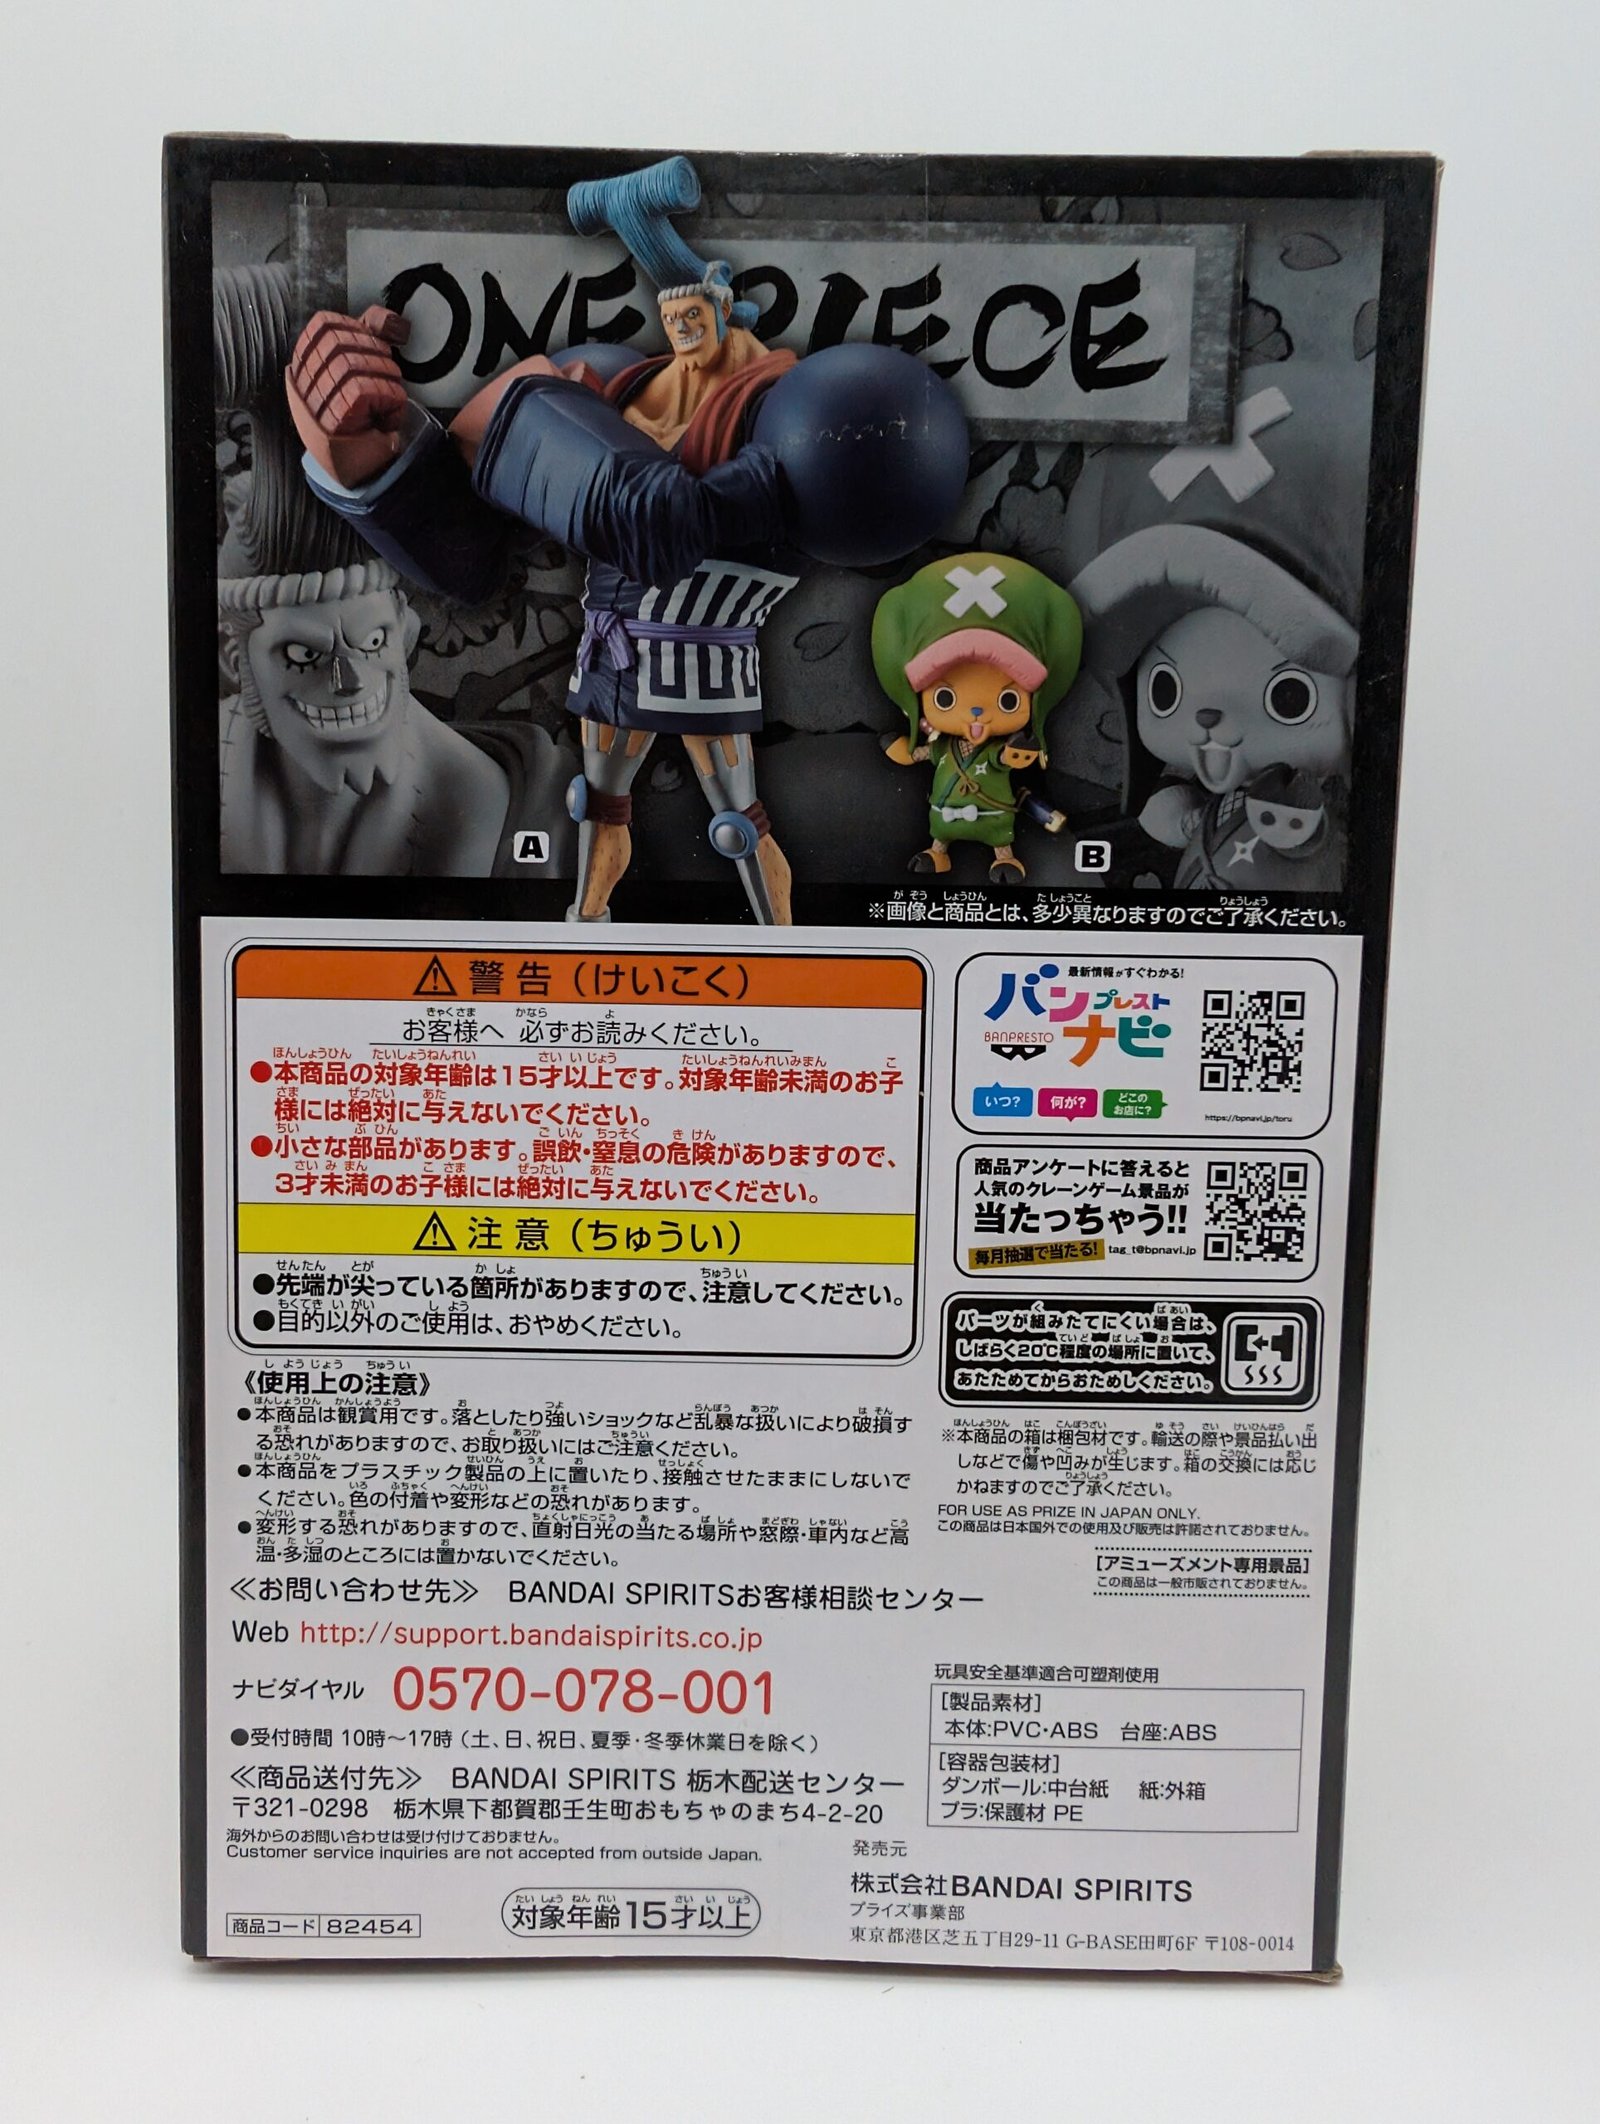 ONE PIECE
A
B
※画像と商品とは、多少異なりますのでご了承ください。
⚠警告（けいこく）
お客様へ 必ずお読みください。
●本商品の対象年齢は15才以上です。対象年齢未満のお子
様には絶対に与えないでください。
●小さな部品があります。誤飲・窒息の危険がありますので、
3才未満のお子様には絶対に与えないでください。
⚠注意（ちゅうい）
●先端が尖っている箇所がありますので、注意してください。
●目的以外のご使用は、おやめください。
《使用上の注意》
●本商品は観賞用です。落としたり強いショックなど乱暴な扱いにより破損す
る恐れがありますので、お取り扱いにはご注意ください。
●本商品をプラスチック製品の上に置いたり、接触させたままにしないで
ください。色の付着や変形などの恐れがあります。
●変形する恐れがありますので、直射日光の当たる場所や窓際・車内など高
温・多湿のところには置かないでください。
≪お問い合わせ先≫ BANDAI SPIRITSお客様相談センター
Web http://support.bandaispirits.co.jp
ナビダイヤル 0570-078-001
●受付時間 10時～17時（土、日、祝日、夏季・冬季休業日を除く）
≪商品送付先≫ BANDAI SPIRITS 栃木配送センター
〒321-0298 栃木県下都賀郡壬生町おもちゃのまち4-2-20
海外からのお問い合わせは受け付けておりません。
Customer service inquiries are not accepted from outside Japan.
商品コード 82454
対象年齢15才以上
最新情報がすぐわかる!
バンプレストナビ
BANPRESTO
いつ?
何が?
どこのお店に?
https://bpnavi.jp/toru
商品アンケートに答えると
人気のクレーンゲーム景品が
当たっちゃう!!
毎月抽選で当たる! tag_t@bpnavi.jp
パーツが組みたてにくい場合は、
しばらく20℃程度の場所に置いて、
あたためてからおためしください。
※本商品の箱は梱包材です。輸送の際や景品払い出
しなどで傷や凹みが生じます。箱の交換には応じ
かねますのでご了承ください。
FOR USE AS PRIZE IN JAPAN ONLY.
この商品は日本国外での使用及び販売は許諾されておりません。
[アミューズメント専用景品]
この商品は一般市販されておりません。
玩具安全基準適合可塑剤使用
[製品素材]
本体:PVC・ABS 台座:ABS
[容器包装材]
ダンボール:中台紙 紙:外箱
プラ:保護材 PE
発売元
株式会社BANDAI SPIRITS
プライズ事業部
東京都港区芝五丁目29-11 G-BASE田町6F 〒108-0014